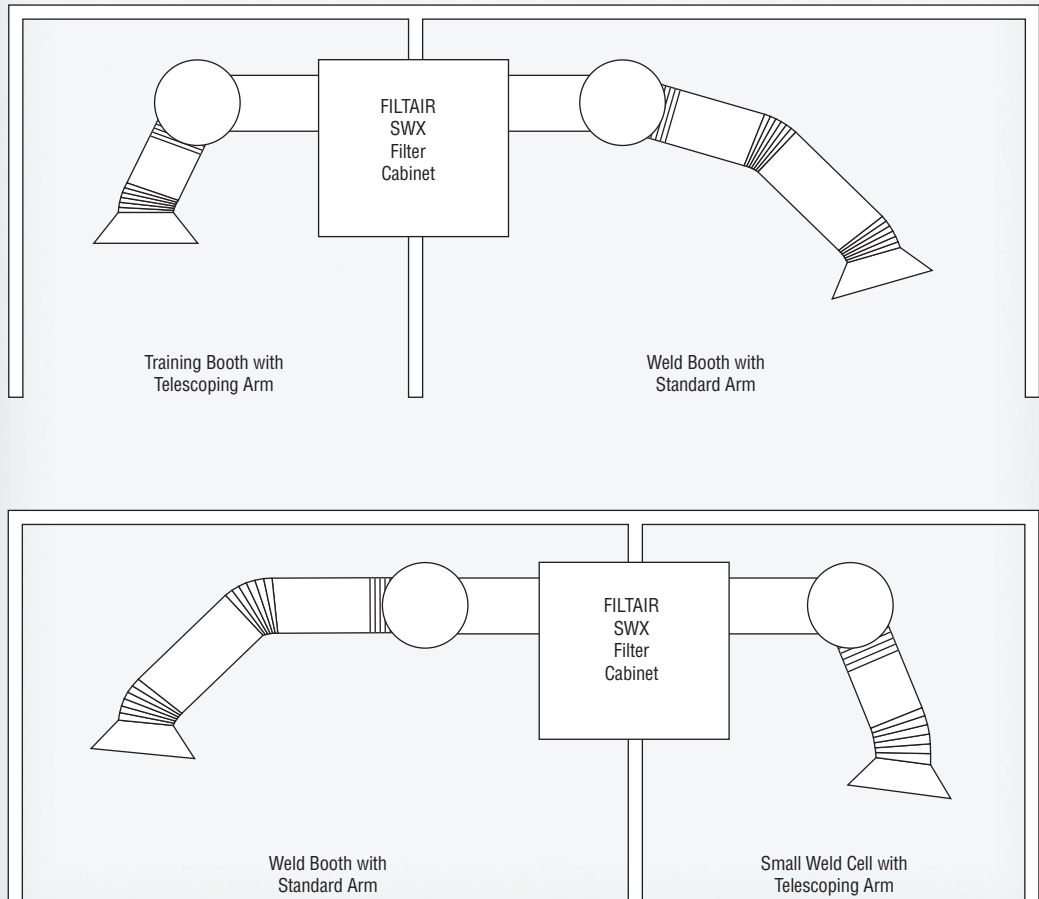 FILTAIR
SWX
Filter
Cabinet
Training Booth with
Telescoping Arm
Weld Booth with
Standard Arm
FILTAIR
SWX
Filter
Cabinet
Weld Booth with
Standard Arm
Small Weld Cell with
Telescoping Arm